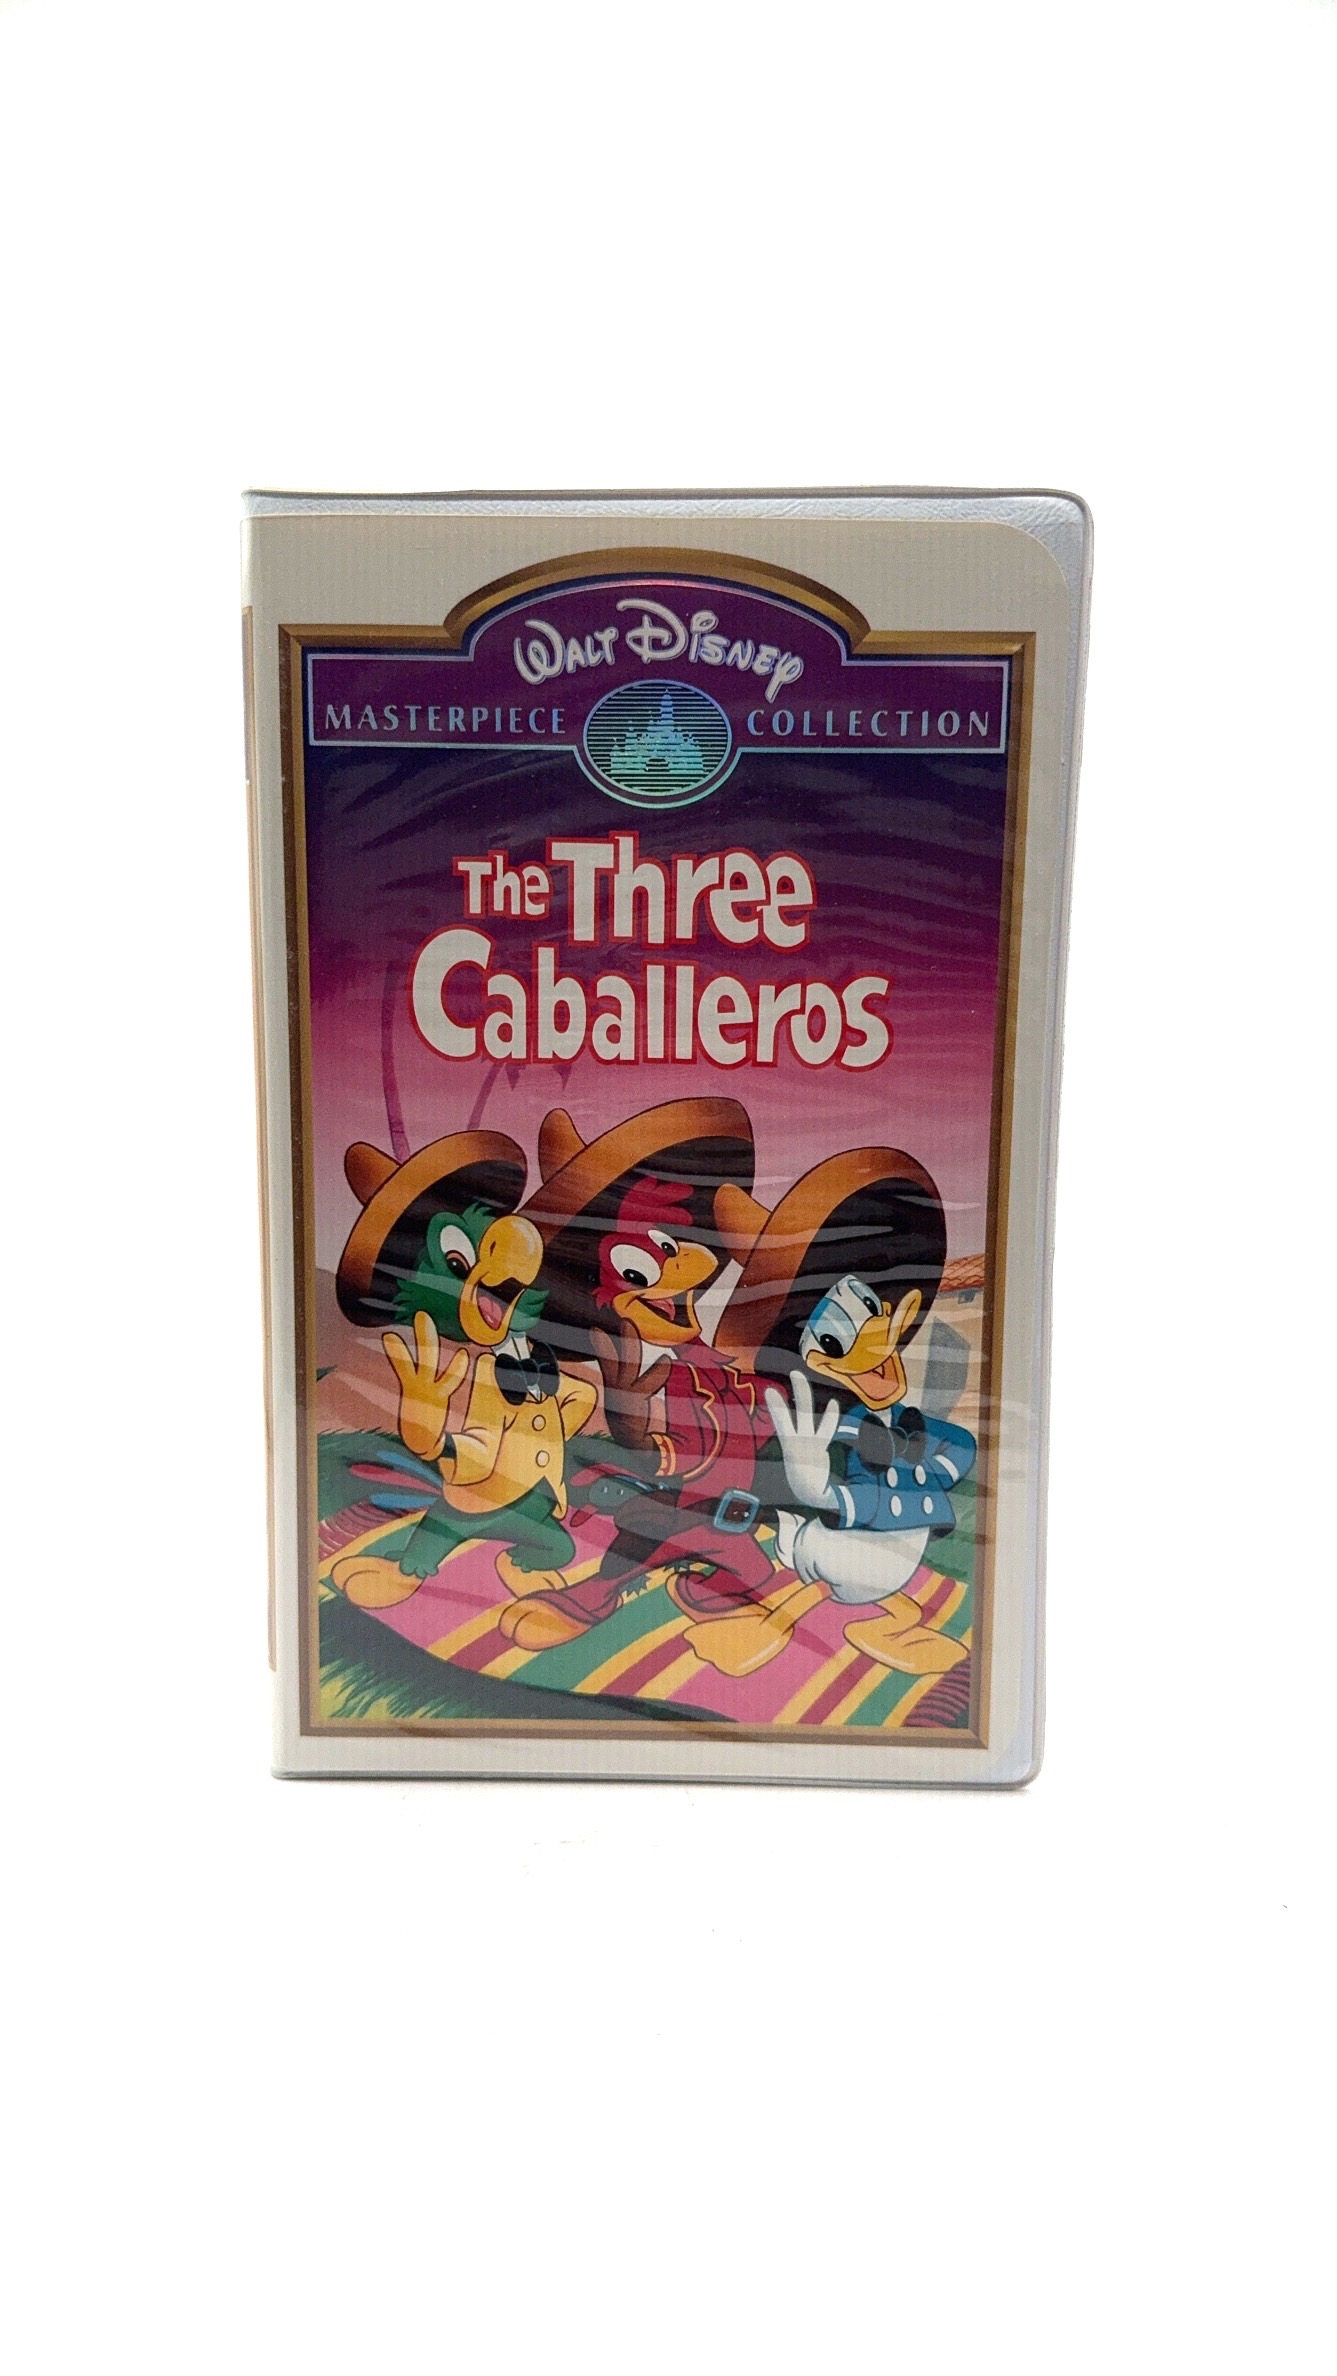 Walt Disney
MASTERPIECE COLLECTION
The Three
Caballeros